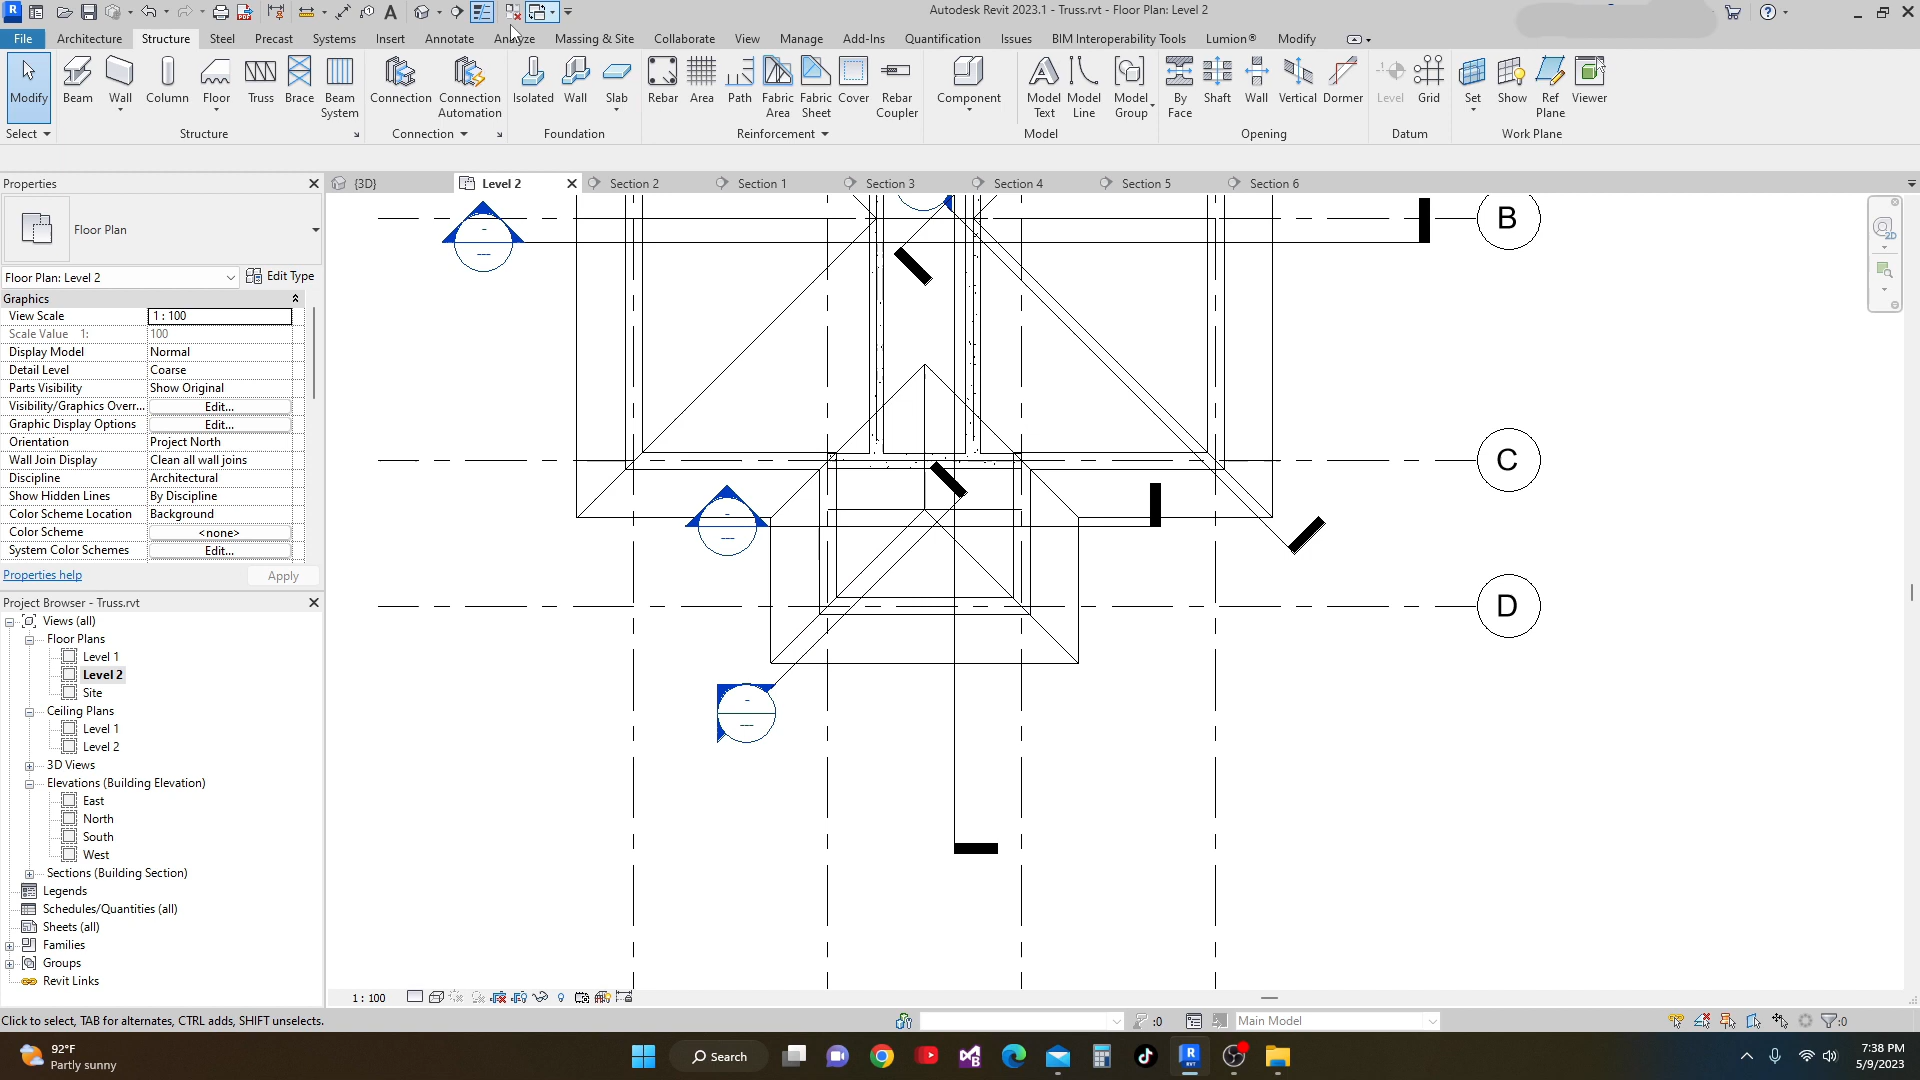 Autodesk Revit 2023.1 - Truss.rvt - Floor Plan: Level 2
File Architecture Structure Steel Precast Systems Insert Annotate Analyze Massing & Site Collaborate View Manage Add-Ins Quantification Issues BIM Interoperability Tools Lumion® Modify
Modify Beam Wall Column Floor Truss Brace Beam System Connection Connection Automation Isolated Wall Slab Rebar Area Path Fabric Area Fabric Sheet Cover Rebar Coupler Component Model Text Model Line Model Group By Face Shaft Wall Vertical Dormer Level Grid Set Show Ref Plane Viewer
Select Structure Connection Foundation Reinforcement Model Opening Datum Work Plane
Properties
{3D} Level 2 Section 2 Section 1 Section 3 Section 4 Section 5 Section 6
Floor Plan
Floor Plan: Level 2 Edit Type
Graphics
View Scale 1 : 100
Scale Value 1: 100
Display Model Normal
Detail Level Coarse
Parts Visibility Show Original
Visibility/Graphics Overr... Edit...
Graphic Display Options Edit...
Orientation Project North
Wall Join Display Clean all wall joins
Discipline Architectural
Show Hidden Lines By Discipline
Color Scheme Location Background
Color Scheme <none>
System Color Schemes Edit...
Properties help Apply
Project Browser - Truss.rvt
Views (all)
Floor Plans
Level 1
Level 2
Site
Ceiling Plans
Level 1
Level 2
3D Views
Elevations (Building Elevation)
East
North
South
West
Sections (Building Section)
Legends
Schedules/Quantities (all)
Sheets (all)
Families
Groups
Revit Links
B
C
D
1 : 100
Click to select, TAB for alternates, CTRL adds, SHIFT unselects.
:0
Main Model
:0
92°F
Partly sunny
Search
7:38 PM
5/9/2023